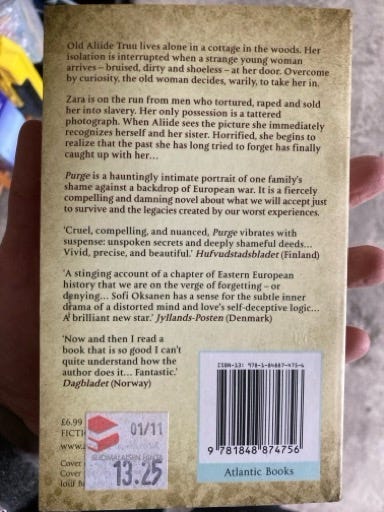 Old Aliide Truu lives alone in a cottage in the woods. Her
isolation is interrupted when a strange young woman
arrives – bruised, dirty and shoeless – at her door. Overcome
by curiosity, the old woman decides, warily, to take her in.
Zara is on the run from men who tortured, raped and sold
her into slavery. Her only possession is a tattered
photograph. When Aliide sees the picture she immediately
recognizes herself and her sister. Horrified, she begins to
realize that the past she has long tried to forget has finally
caught up with her...
Purge is a hauntingly intimate portrait of one family's
shame against a backdrop of European war. It is a fiercely
compelling and damning novel about what we will accept just
to survive and the legacies created by our worst experiences.
'Cruel, compelling, and nuanced, Purge vibrates with
suspense: unspoken secrets and deeply shameful deeds...
Vivid, precise, and beautiful.' Hufvudstadsbladet (Finland)
'A stinging account of a chapter of Eastern European
history that we are on the verge of forgetting – or
denying... Sofi Oksanen has a sense for the subtle inner
drama of a distorted mind and love's self-deceptive logic...
A brilliant new star.' Jyllands-Posten (Denmark)
'Now and then I read a
book that is so good I can't
quite understand how the
author does it... Fantastic.'
Dagbladet (Norway)
ISBN-13: 978-1-84887-475-6
9 781848 874756
Atlantic Books
£6.99
FICTI
www.
Cover
Cover
01/11
13.25